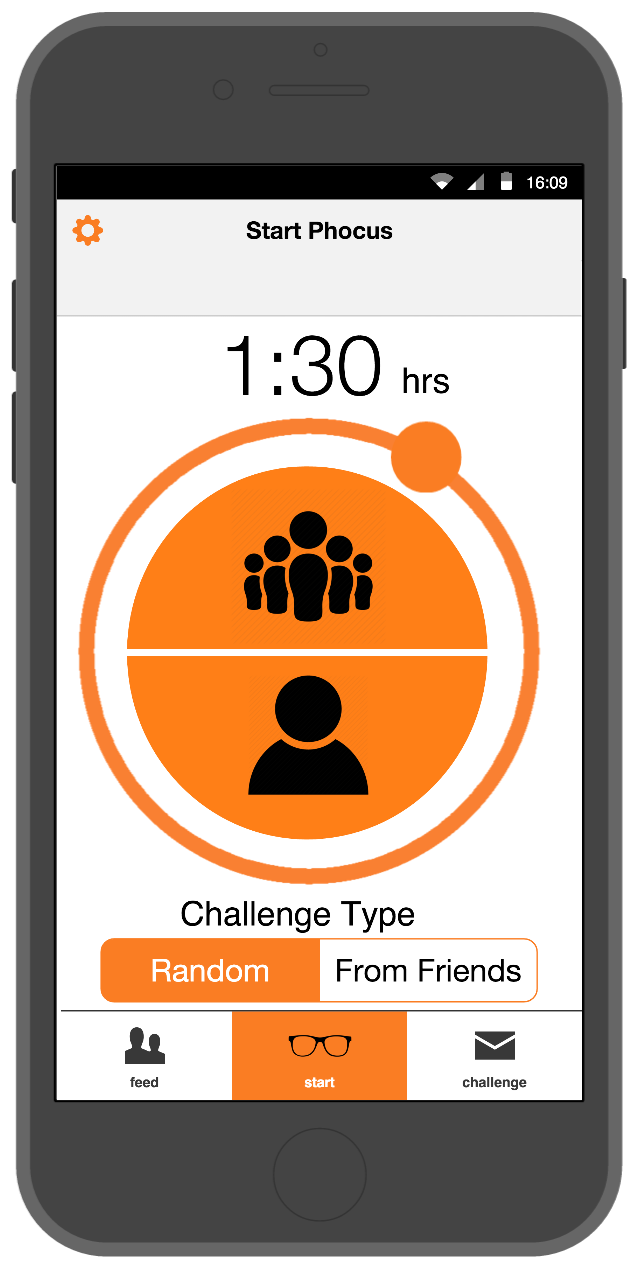 16:09
Start Phocus
1:30 hrs
Challenge Type
Random From Friends
feed start challenge